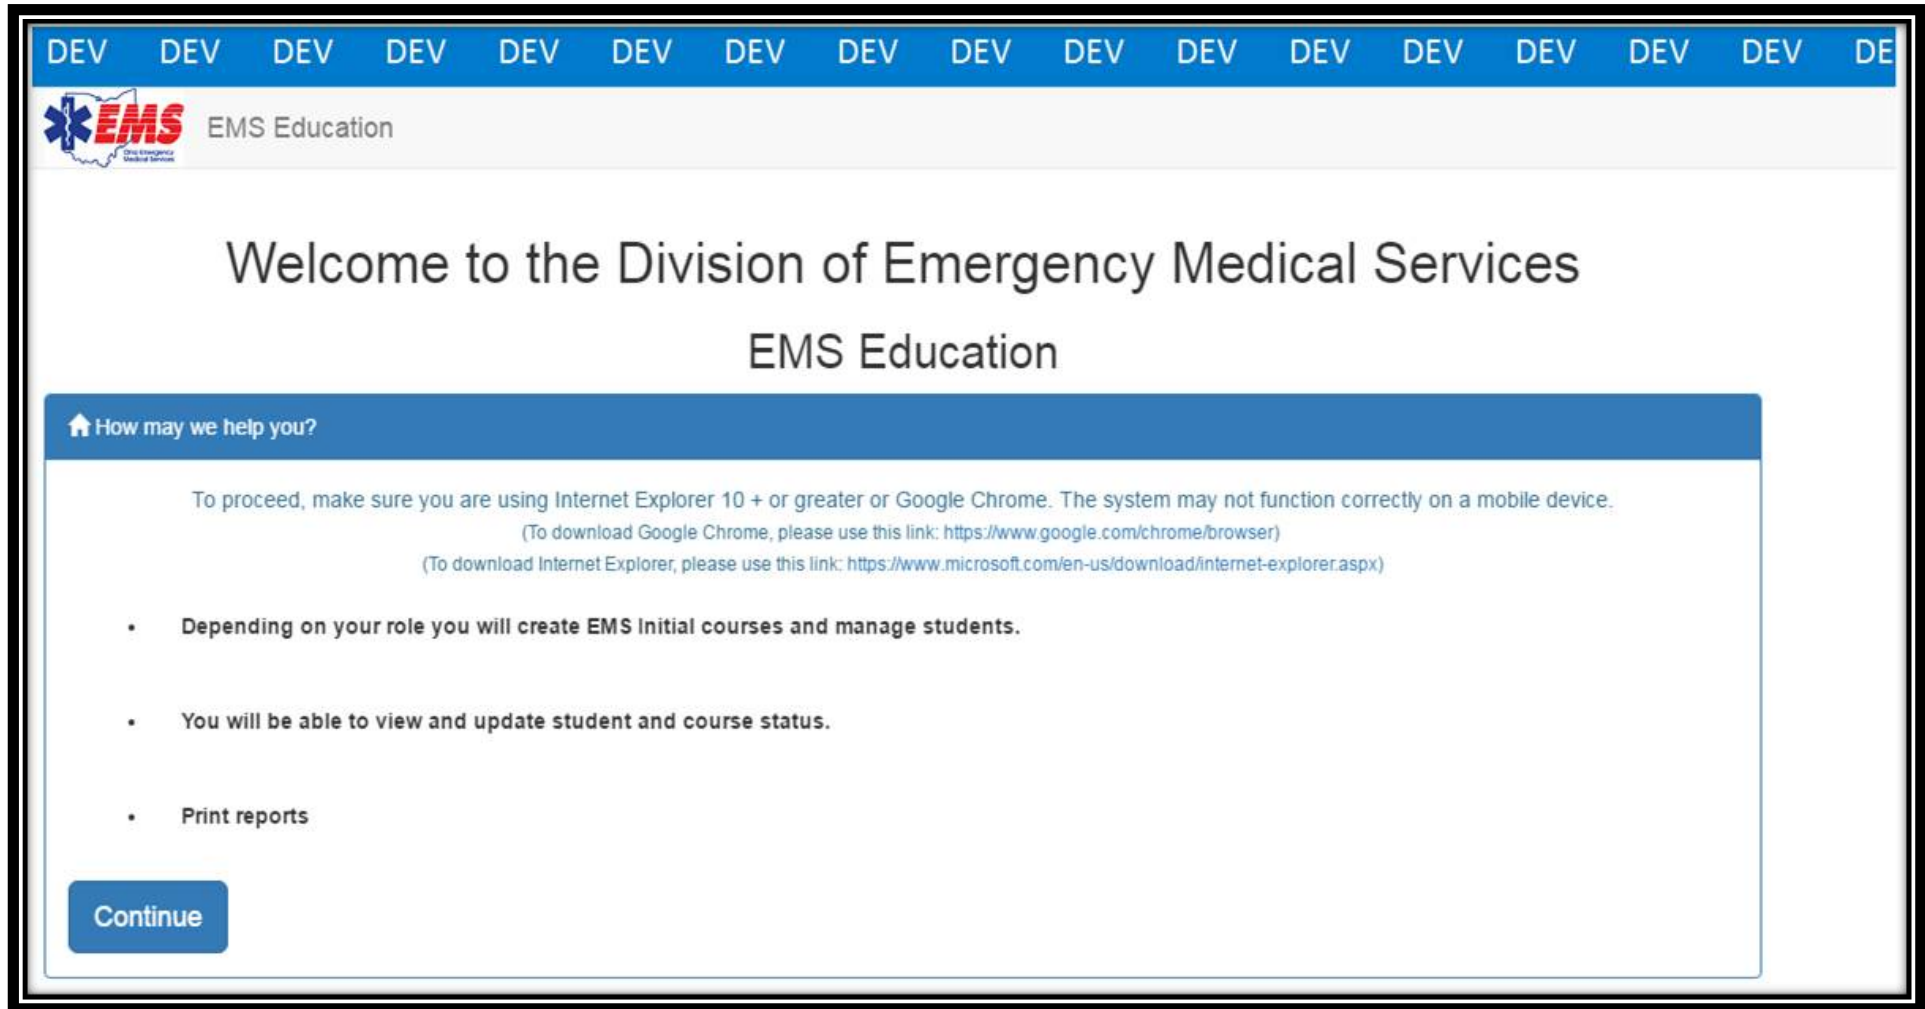 DEV DEV DEV DEV DEV DEV DEV DEV DEV DEV DEV DEV DEV DEV DEV DEV DE
EMS
Ohio Emergency
Medical Services
EMS Education
Welcome to the Division of Emergency Medical Services
EMS Education
How may we help you?
To proceed, make sure you are using Internet Explorer 10 + or greater or Google Chrome. The system may not function correctly on a mobile device.
(To download Google Chrome, please use this link: https://www.google.com/chrome/browser)
(To download Internet Explorer, please use this link: https://www.microsoft.com/en-us/download/internet-explorer.aspx)
• Depending on your role you will create EMS Initial courses and manage students.
• You will be able to view and update student and course status.
• Print reports
Continue